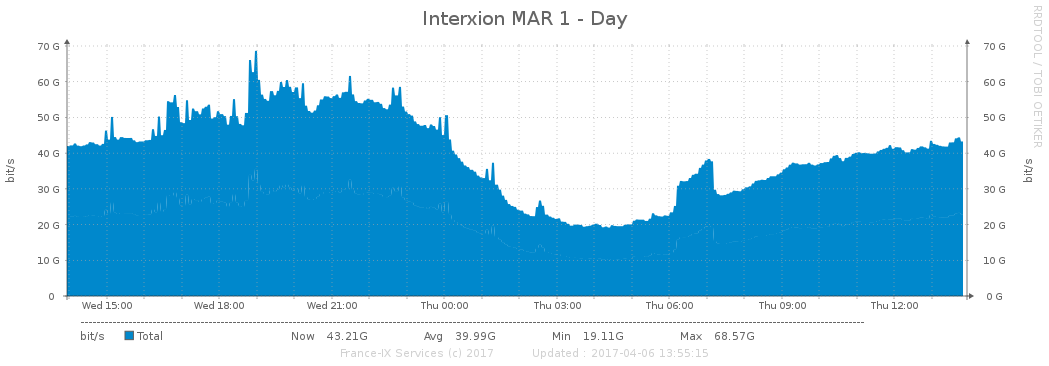 Interxion MAR 1 - Day
RRDTOOL / TOBI OETIKER
bit/s
70 G 70 G
60 G 60 G
50 G 50 G
40 G 40 G
30 G 30 G
20 G 20 G
10 G 10 G
0 0 G
bit/s
Wed 15:00 Wed 18:00 Wed 21:00 Thu 00:00 Thu 03:00 Thu 06:00 Thu 09:00 Thu 12:00
bit/s Total Now 43.21G Avg 39.99G Min 19.11G Max 68.57G
France-IX Services (c) 2017 Updated : 2017-04-06 13:55:15